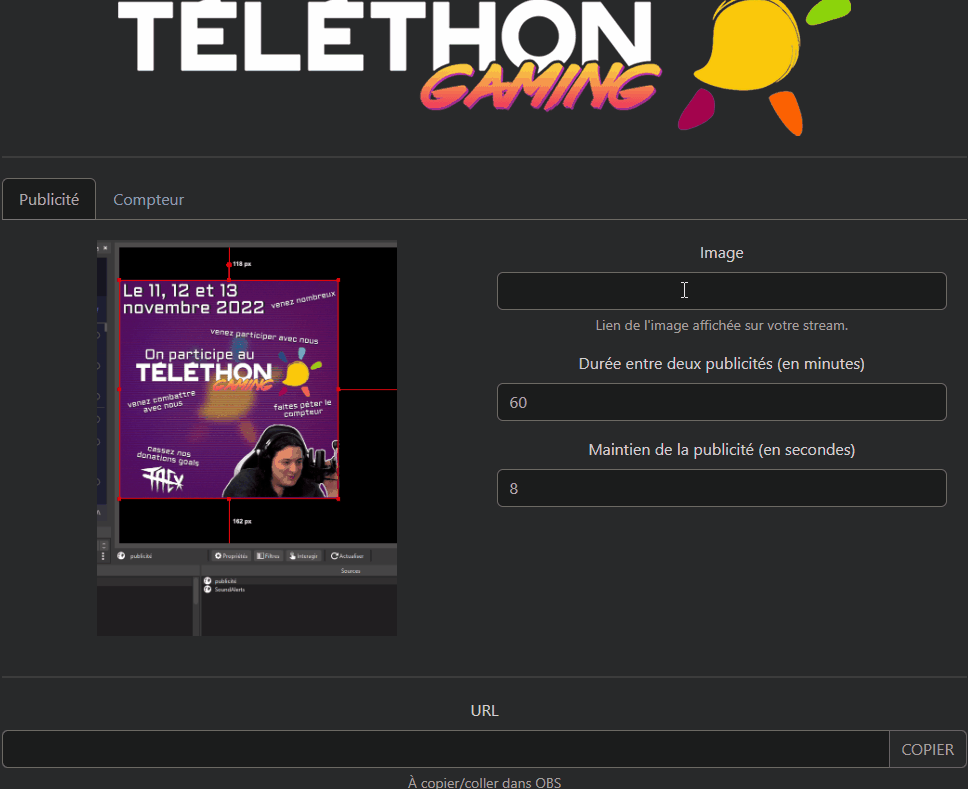 TÉLÉTHON
GAMING
Publicité
Compteur
118 px
Le 11, 12 et 13
novembre 2022
venez nombreux
venez participer avec nous
On participe au
TÉLÉTHON
GAMING
venez combattre
avec nous
faites péter le
compteur
cassez nos
donations goals
162 px
publicité
Propriétés
Filtres
Interagir
Actualiser
Sources
publicité
SoundAlerts
Image
Lien de l'image affichée sur votre stream.
Durée entre deux publicités (en minutes)
60
Maintien de la publicité (en secondes)
8
URL
COPIER
À copier/coller dans OBS